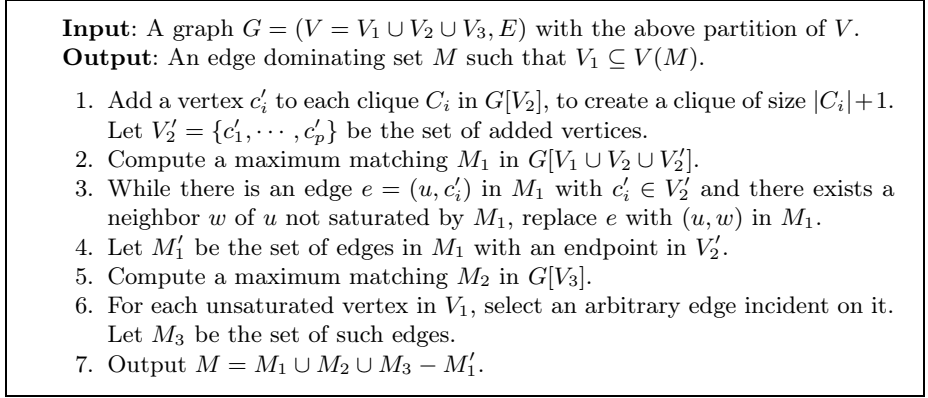 Input: A graph G = (V = V₁ ∪ V₂ ∪ V₃, E) with the above partition of V.
Output: An edge dominating set M such that V₁ ⊆ V(M).
1. Add a vertex c′ᵢ to each clique Cᵢ in G[V₂], to create a clique of size |Cᵢ|+1.
Let V′₂ = {c′₁, ··· , c′ₚ} be the set of added vertices.
2. Compute a maximum matching M₁ in G[V₁ ∪ V₂ ∪ V′₂].
3. While there is an edge e = (u, c′ᵢ) in M₁ with c′ᵢ ∈ V′₂ and there exists a
neighbor w of u not saturated by M₁, replace e with (u, w) in M₁.
4. Let M′₁ be the set of edges in M₁ with an endpoint in V′₂.
5. Compute a maximum matching M₂ in G[V₃].
6. For each unsaturated vertex in V₁, select an arbitrary edge incident on it.
Let M₃ be the set of such edges.
7. Output M = M₁ ∪ M₂ ∪ M₃ − M′₁.